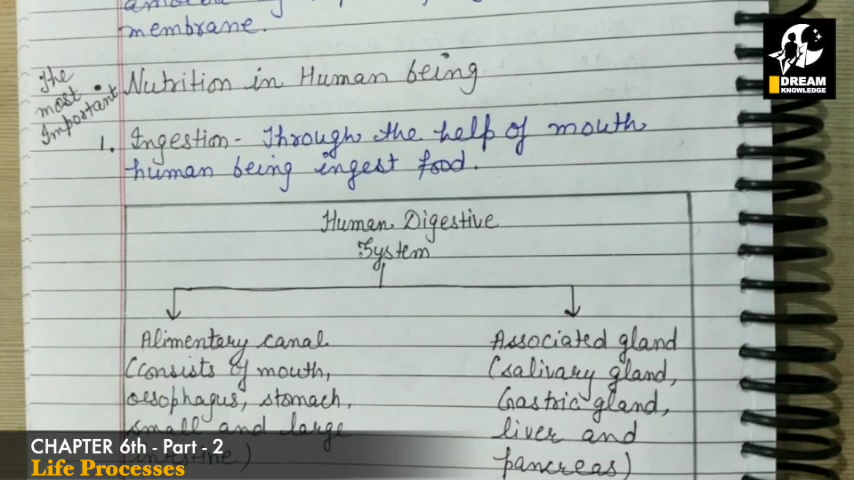 membrane.
The most Important
• Nutrition in Human being
1. Ingestion - Through the help of mouth
human being ingest food.
Human Digestive
System
Alimentary canal
(consists of mouth,
oesophagus, stomach,
small and large
intestine)
Associated gland
(salivary gland,
Gastric gland,
liver and
pancreas)
DREAM
KNOWLEDGE
CHAPTER 6th - Part - 2
Life Processes